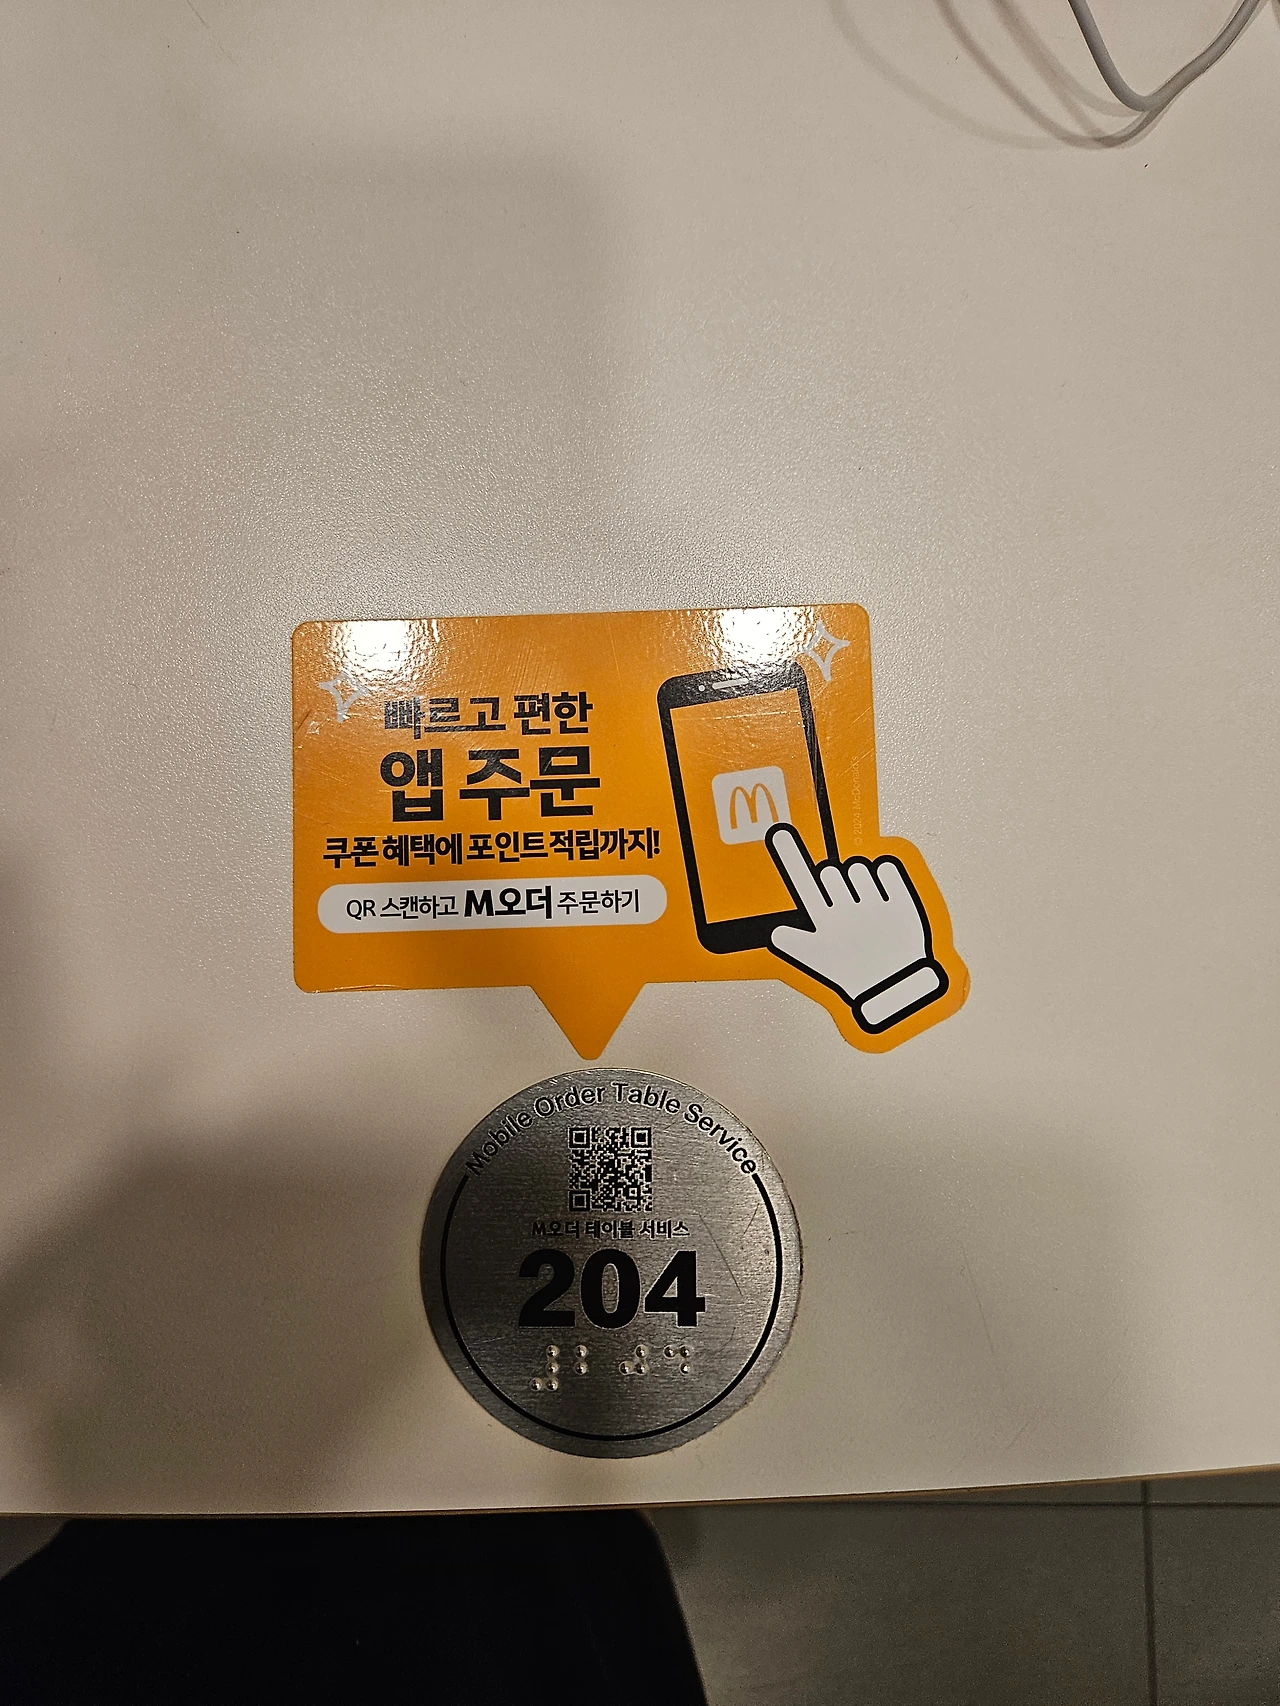 빠르고 편한
앱 주문
쿠폰 혜택에 포인트 적립까지!
QR 스캔하고 M오더 주문하기
© 2024 McDonald's
Mobile Order Table Service
M오더 테이블 서비스
204